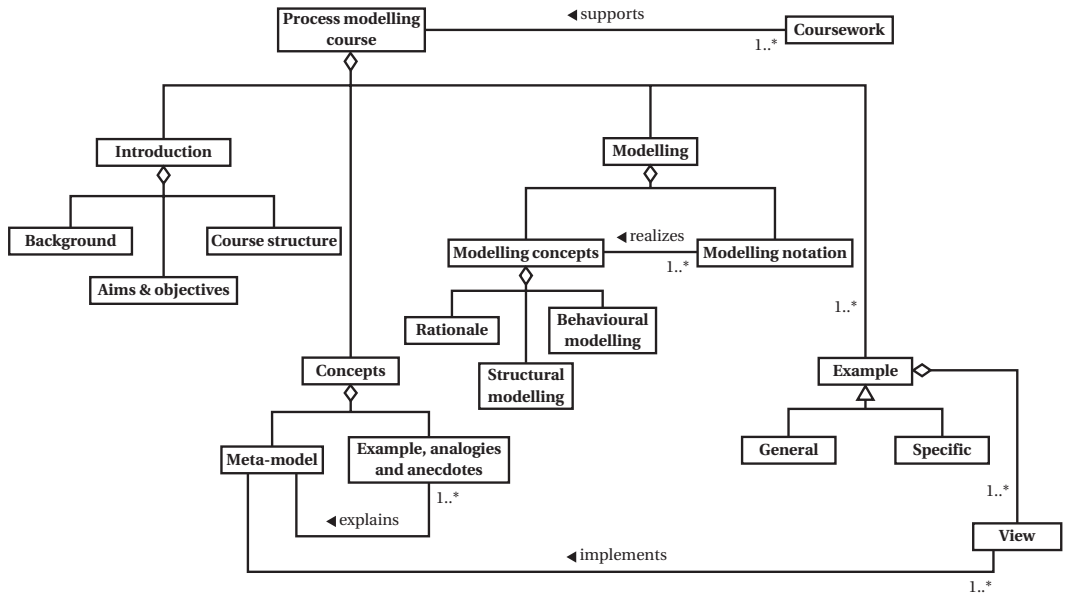 Process modelling
course
◄ supports
Coursework
1..*
Introduction
Modelling
Background
Course structure
Aims & objectives
Modelling concepts
◄ realizes
1..*
Modelling notation
Rationale
Behavioural
modelling
Structural
modelling
1..*
Concepts
Example
Meta-model
Example, analogies
and anecdotes
General
Specific
1..*
◄ explains
1..*
View
◄ implements
1..*